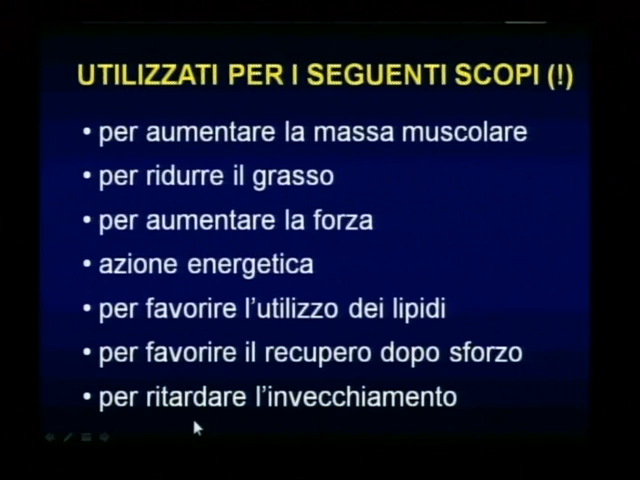 UTILIZZATI PER I SEGUENTI SCOPI (!)
• per aumentare la massa muscolare
• per ridurre il grasso
• per aumentare la forza
• azione energetica
• per favorire l’utilizzo dei lipidi
• per favorire il recupero dopo sforzo
• per ritardare l’invecchiamento